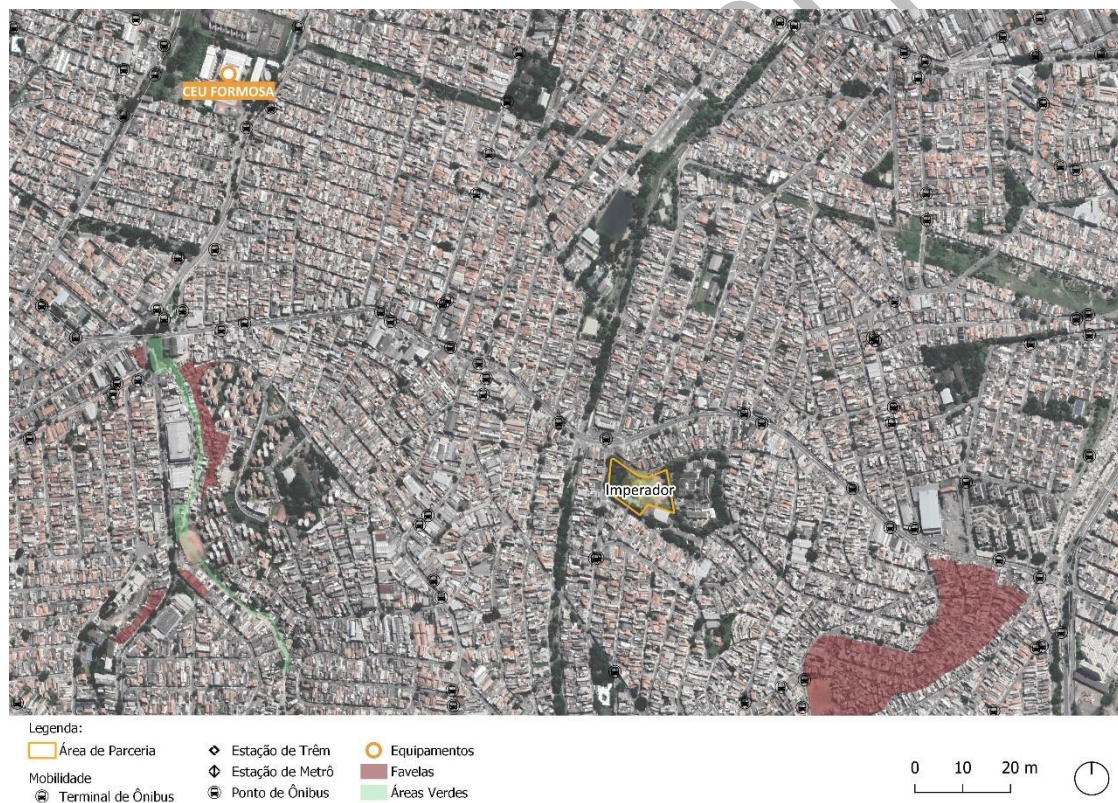 CEU FORMOSA
Imperador
Legenda:
Área de Parceria
Mobilidade
Terminal de Ônibus
Estação de Trêm
Estação de Metrô
Ponto de Ônibus
Equipamentos
Favelas
Áreas Verdes
0 10 20 m